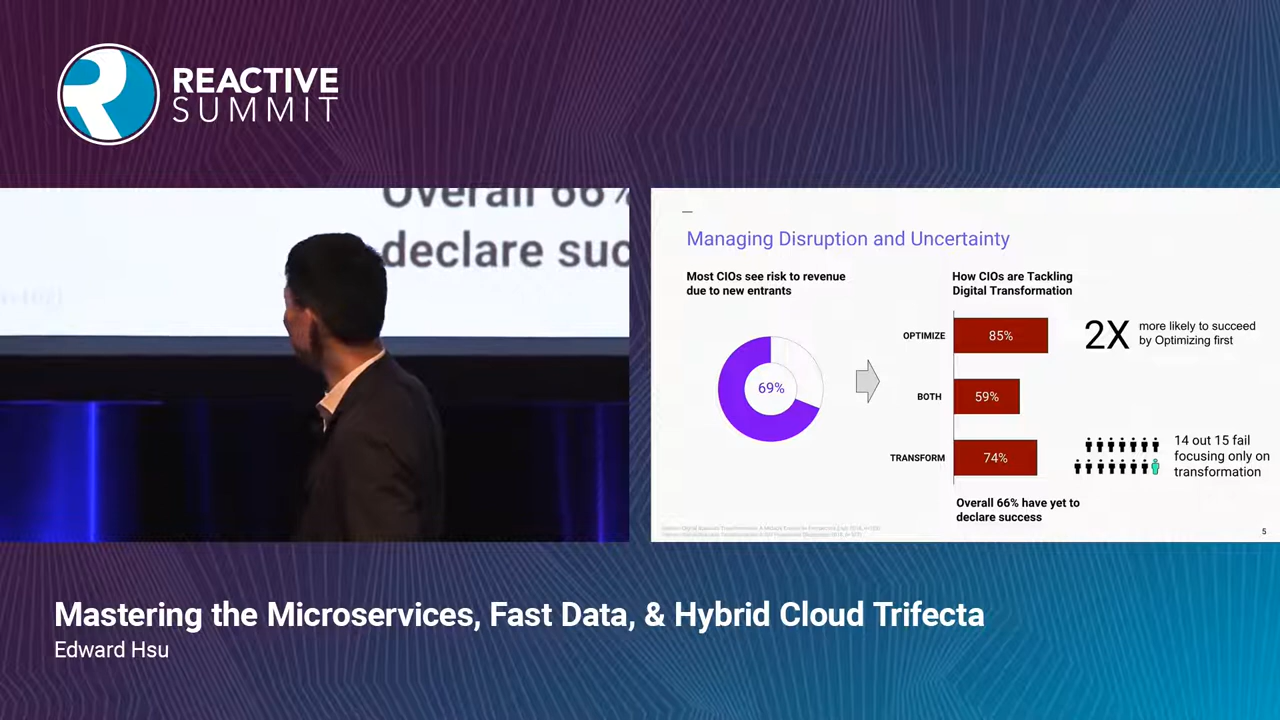 REACTIVE
SUMMIT
Overall 66%
declare suc
Managing Disruption and Uncertainty
Most CIOs see risk to revenue
due to new entrants
69%
How CIOs are Tackling
Digital Transformation
OPTIMIZE
85%
2X
more likely to succeed
by Optimizing first
BOTH
59%
TRANSFORM
74%
14 out 15 fail
focusing only on
transformation
Overall 66% have yet to
declare success
5
Mastering the Microservices, Fast Data, & Hybrid Cloud Trifecta
Edward Hsu